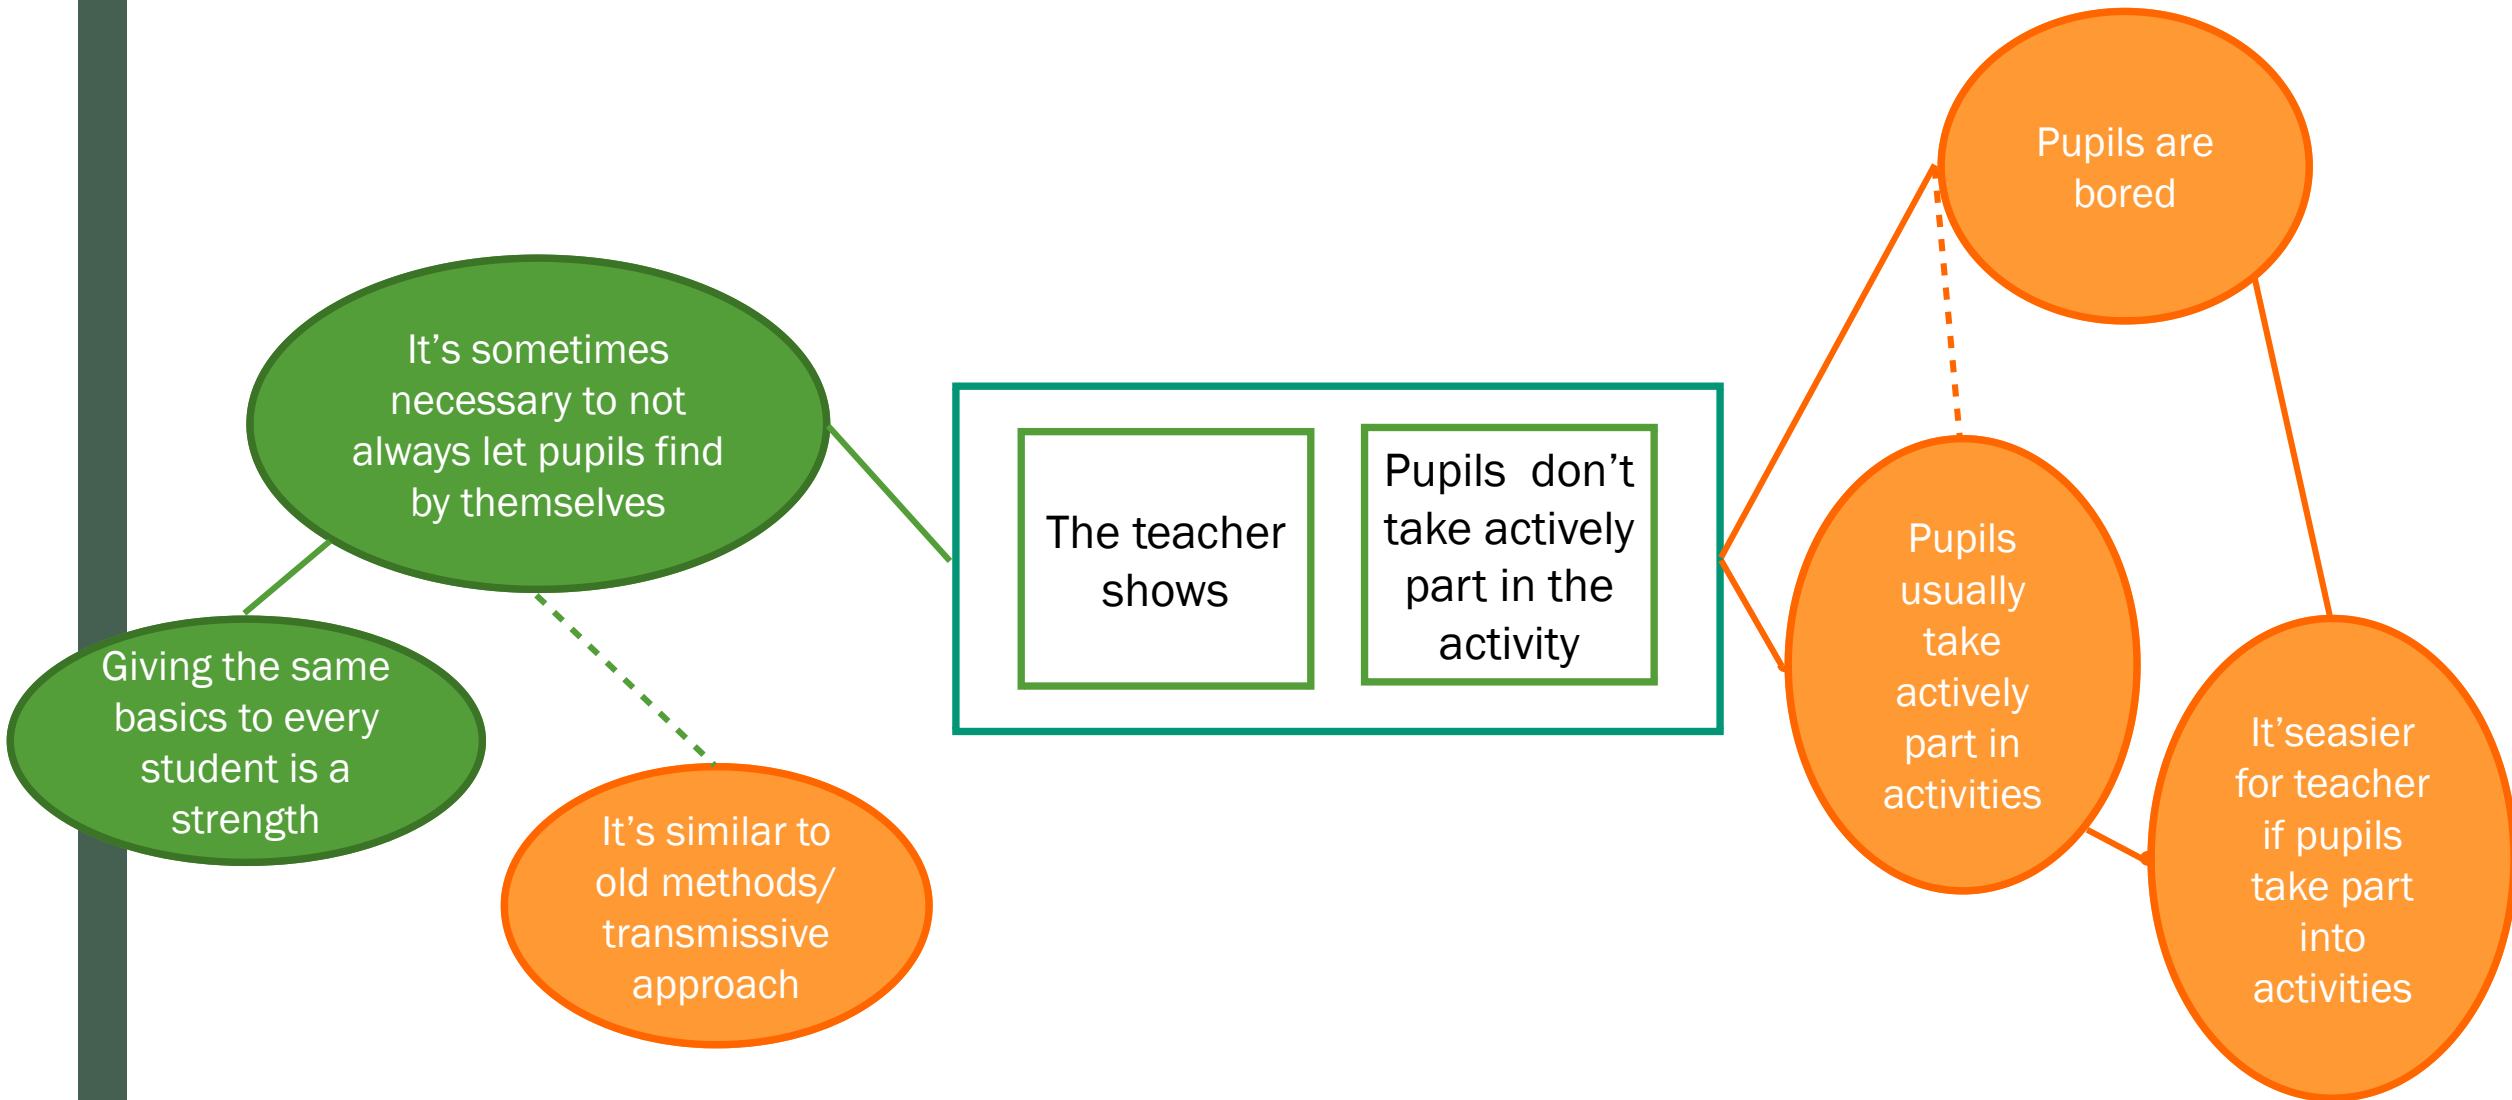 It’s sometimes
necessary to not
always let pupils find
by themselves
Giving the same
basics to every
student is a
strength
It’s similar to
old methods/
transmissive
approach
The teacher
shows
Pupils  don’t
take actively
part in the
activity
Pupils are
bored
Pupils
usually
take
actively
part in
activities
It’seasier
for teacher
if pupils
take part
into
activities